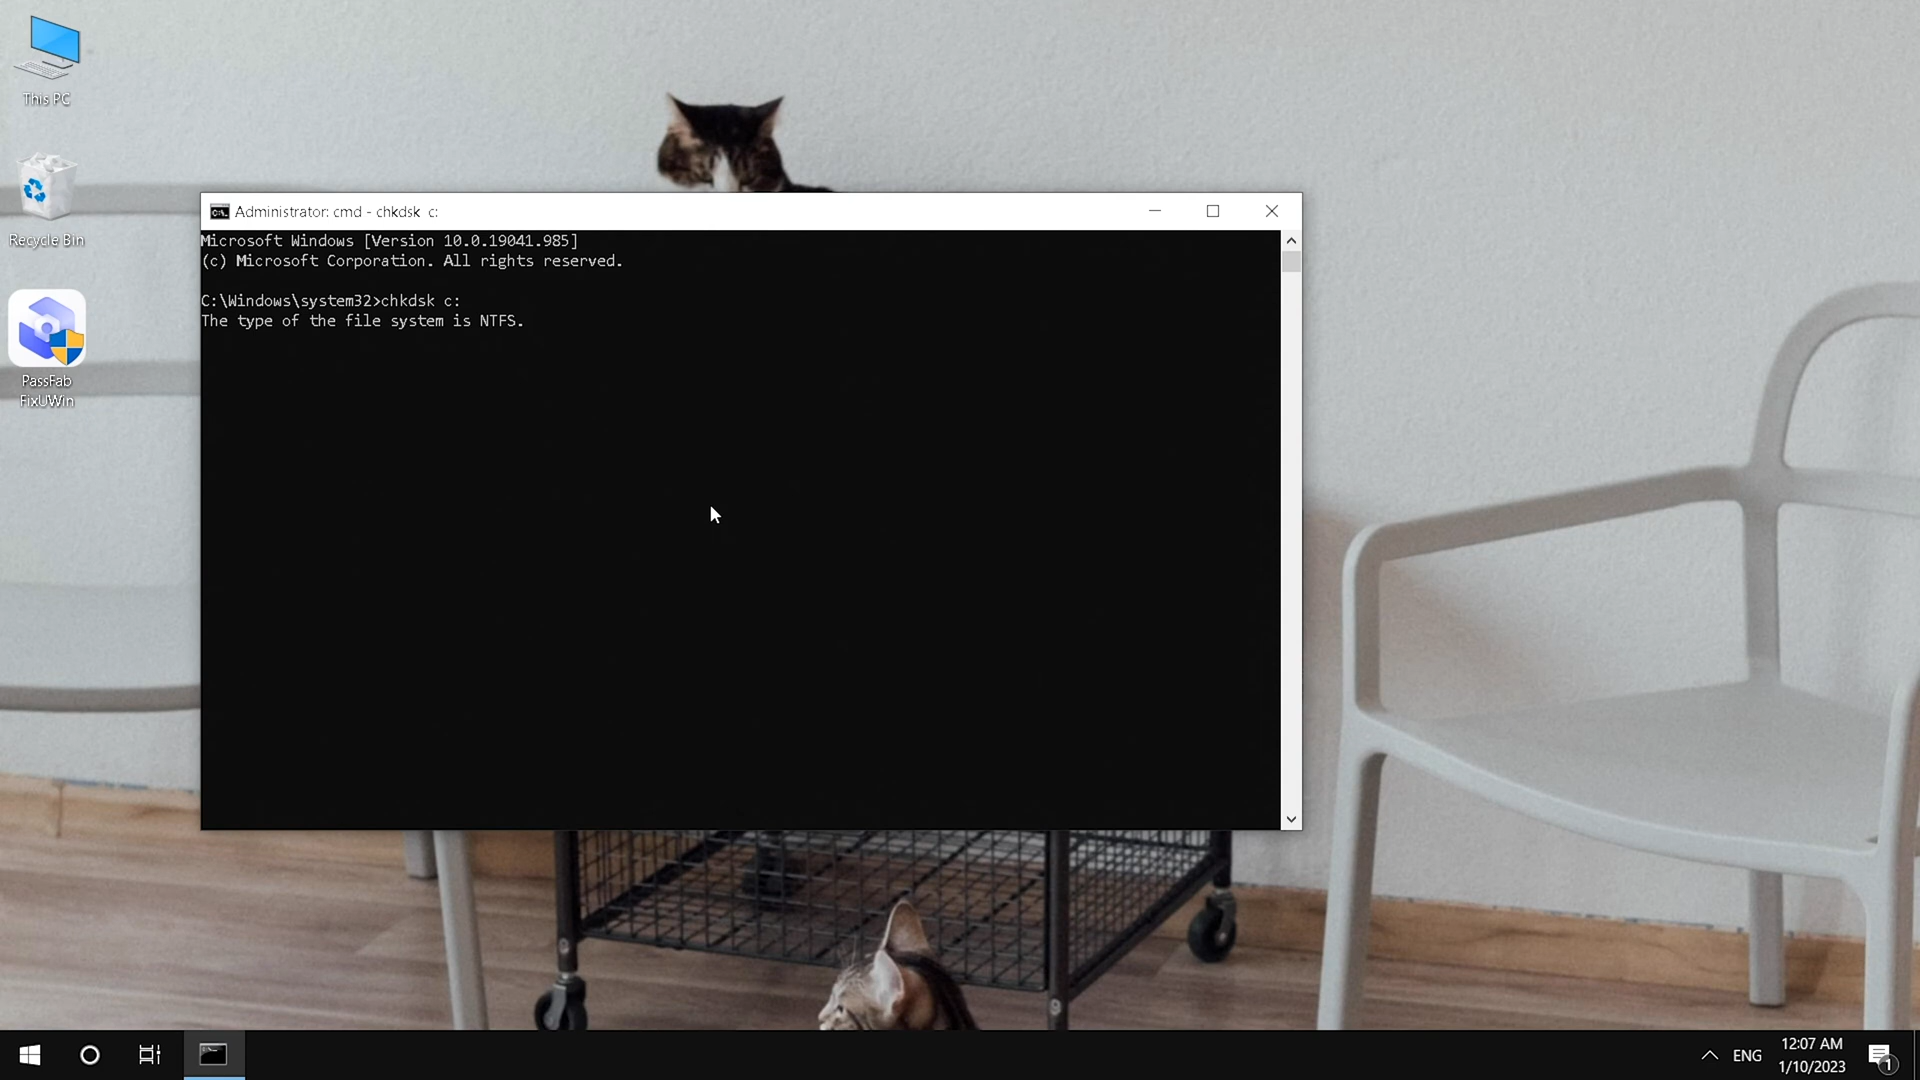 This PC
Recycle Bin
PassFab
FixUWin
Administrator: cmd - chkdsk  c:
Microsoft Windows [Version 10.0.19041.985]
(c) Microsoft Corporation. All rights reserved.
C:\Windows\system32>chkdsk c:
The type of the file system is NTFS.
ENG
12:07 AM
1/10/2023
1